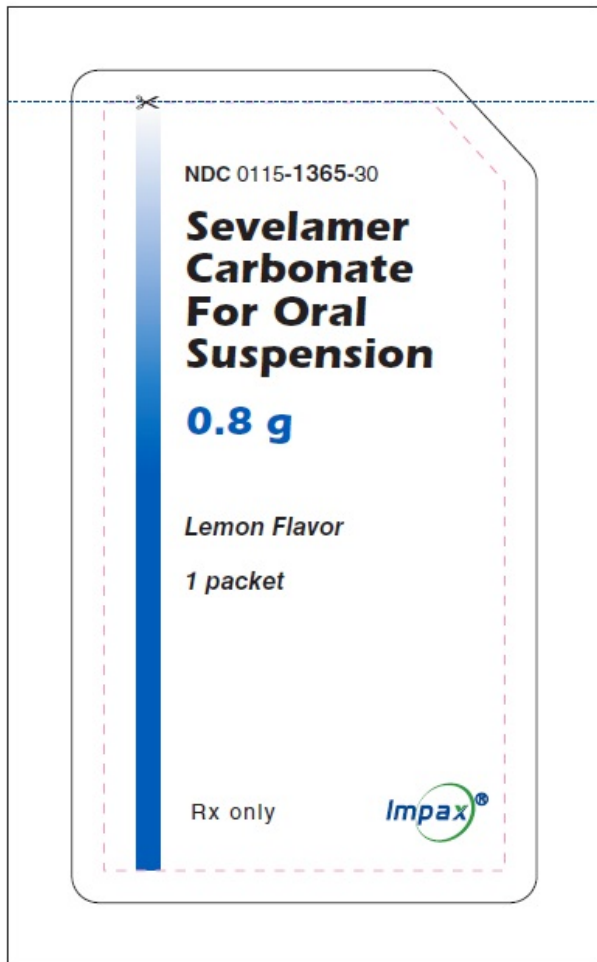 NDC 0115-1365-30
Sevelamer
Carbonate
For Oral
Suspension
0.8 g
Lemon Flavor
1 packet
Rx only
Impax®